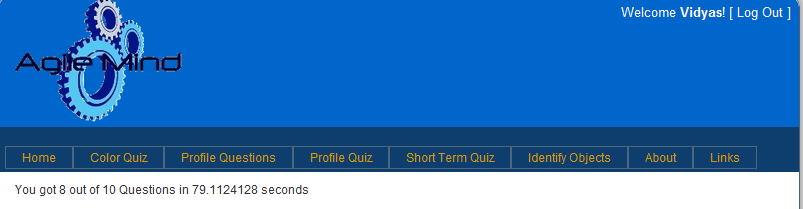 Welcome Vidyas! [ Log Out ]
Agile Mind
Home Color Quiz Profile Questions Profile Quiz Short Term Quiz Identify Objects About Links
You got 8 out of 10 Questions in 79.1124128 seconds